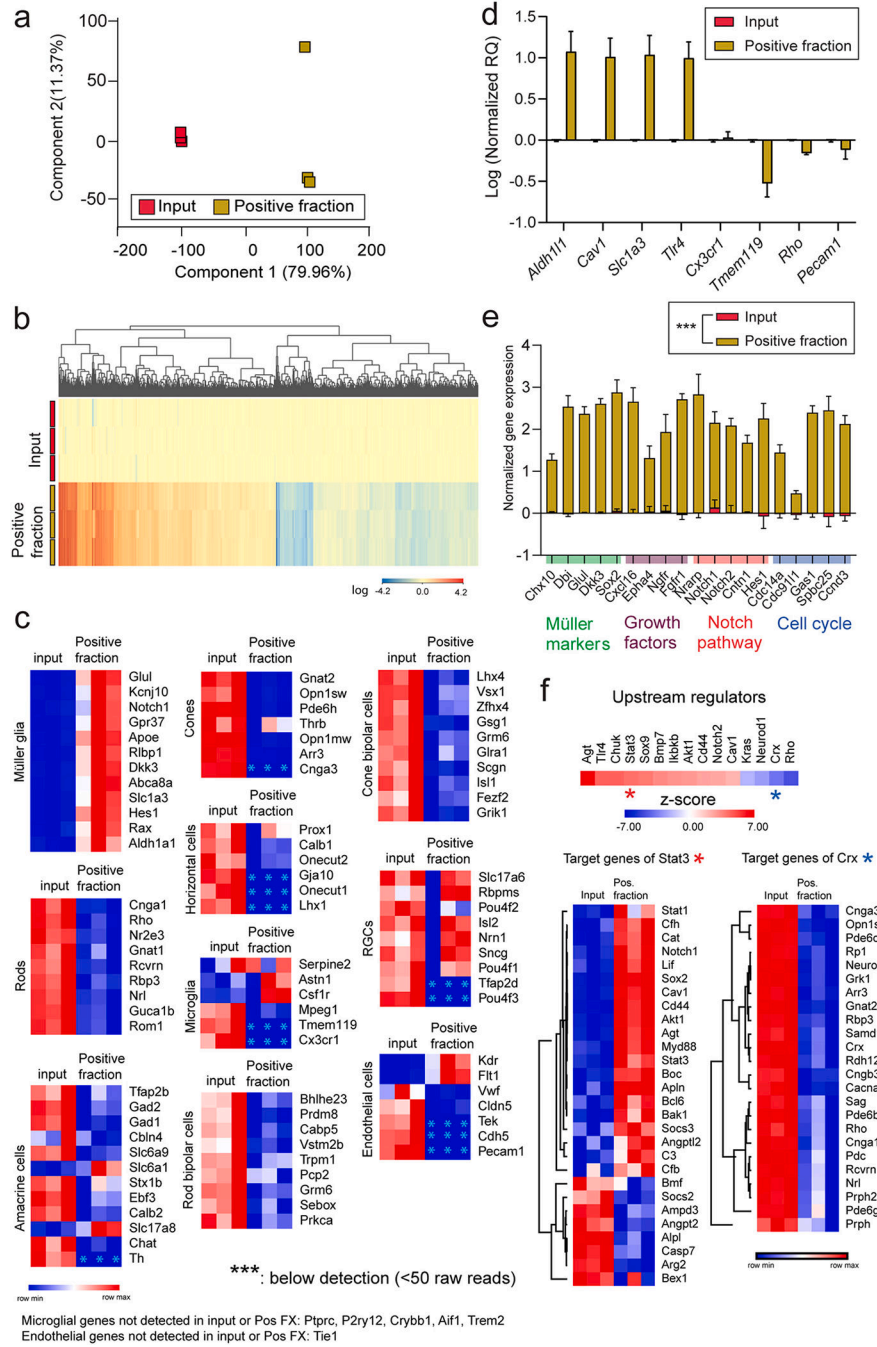 a
Component 2(11.37%)
100
50
0
-50
Input
Positive fraction
-200
-100
0
100
200
Component 1 (79.96%)
b
Input
Positive fraction
log
-4.2
4.2
c
input
Positive fraction
Müller glia
Glul
Kcnj10
Notch1
Gpr37
Apoe
Rlbp1
Dkk3
Abca8a
Slc1a3
Hes1
Rax
Aldh1a1
input
Positive fraction
Rods
Cnga1
Rho
Nr2e3
Gnat1
Rcvrn
Rbp3
Nrl
Guca1b
Rom1
input
Positive fraction
Amacrine cells
Tfap2b
Gad2
Gad1
Cbln4
Slc6a9
Slc6a1
Stx1b
Ebf3
Calb2
Slc17a8
Chat
Th
* * *
row min
row max
input
Positive fraction
Cones
Gnat2
Opn1sw
Pde6h
Thrb
Opn1mw
Arr3
Cnga3
* * *
input
Positive fraction
Horizontal cells
Prox1
Calb1
Onecut2
Gja10
Onecut1
Lhx1
* * *
* * *
* * *
input
Positive fraction
Microglia
Serpine2
Astn1
Csf1r
Mpeg1
Tmem119
Cx3cr1
* * *
* * *
input
Positive fraction
Rod bipolar cells
Bhlhe23
Prdm8
Cabp5
Vstm2b
Trpm1
Pcp2
Grm6
Sebox
Prkca
input
Positive fraction
Cone bipolar cells
Lhx4
Vsx1
Zfhx4
Gsg1
Grm6
Glra1
Scgn
Isl1
Fezf2
Grik1
input
Positive fraction
RGCs
Slc17a6
Rbpms
Pou4f2
Isl2
Nrn1
Sncg
Pou4f1
Tfap2d
Pou4f3
* * *
* * *
input
Positive fraction
Endothelial cells
Kdr
Flt1
Vwf
Cldn5
Tek
Cdh5
Pecam1
* * *
* * *
* * *
***: below detection (<50 raw reads)
Microglial genes not detected in input or Pos FX: Ptprc, P2ry12, Crybb1, Aif1, Trem2
Endothelial genes not detected in input or Pos FX: Tie1
d
Log (Normalized RQ)
1.5
1.0
0.5
0.0
-0.5
-1.0
Input
Positive fraction
Aldh1l1
Cav1
Slc1a3
Tlr4
Cx3cr1
Tmem119
Rho
Pecam1
e
***
Input
Positive fraction
Normalized gene expression
4
3
2
1
0
-1
Chx10
Dbi
Glul
Dkk3
Sox2
Cxcl16
Epha4
Ngfr
Fgfr1
Nrarp
Notch1
Notch2
Cntn1
Hes1
Cdc14a
Cdc91l1
Gas1
Spbc25
Ccnd3
Müller markers
Growth factors
Notch pathway
Cell cycle
f
Upstream regulators
Agt
Tlr4
Chuk
Stat3
Sox9
Bmp7
Ikbkb
Akt1
Cd44
Notch2
Cav1
Kras
Neurod1
Crx
Rho
*
*
z-score
-7.00
7.00
Target genes of Stat3 *
Input
Pos. fraction
Stat1
Cfh
Cat
Notch1
Lif
Sox2
Cav1
Cd44
Akt1
Agt
Myd88
Stat3
Boc
Apln
Bcl6
Bak1
Socs3
Angptl2
C3
Cfb
Bmf
Socs2
Ampd3
Angpt2
Alpl
Casp7
Arg2
Bex1
Target genes of Crx *
Input
Pos. fraction
Cnga3
Opn1s
Pde6c
Rp1
Neuro
Grk1
Arr3
Gnat2
Rbp3
Samd
Crx
Rdh12
Cngb3
Cacna
Sag
Pde6b
Rho
Cnga1
Pdc
Rcvrn
Nrl
Prph2
Pde6g
Prph
row min
row max